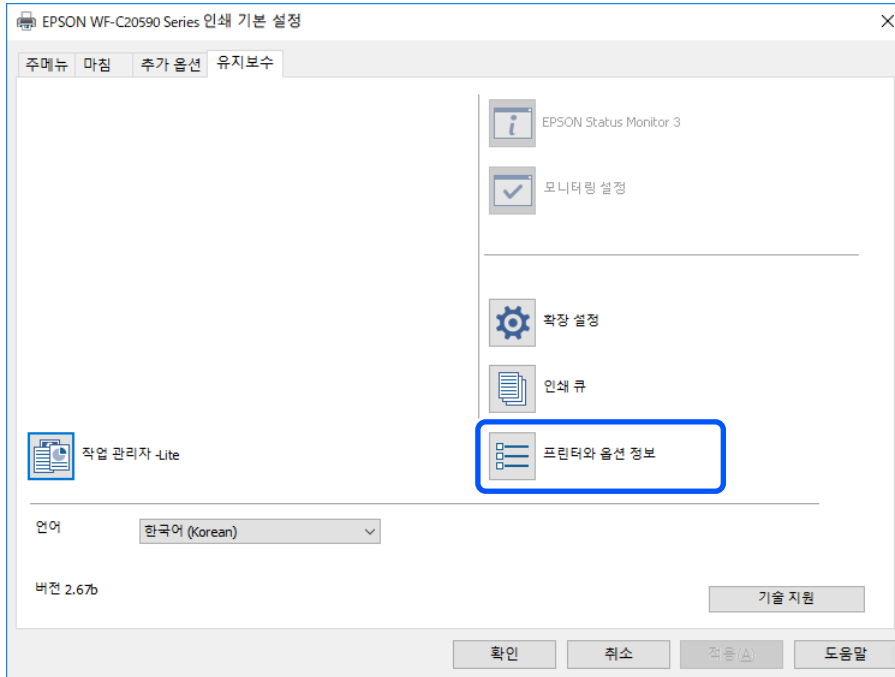 EPSON WF-C20590 Series 인쇄 기본 설정
주메뉴 마침 추가 옵션 유지보수
EPSON Status Monitor 3
모니터링 설정
확장 설정
인쇄 큐
작업 관리자 -Lite
프린터와 옵션 정보
언어
한국어 (Korean)
버전 2.67b
기술 지원
확인 취소 적용(A) 도움말